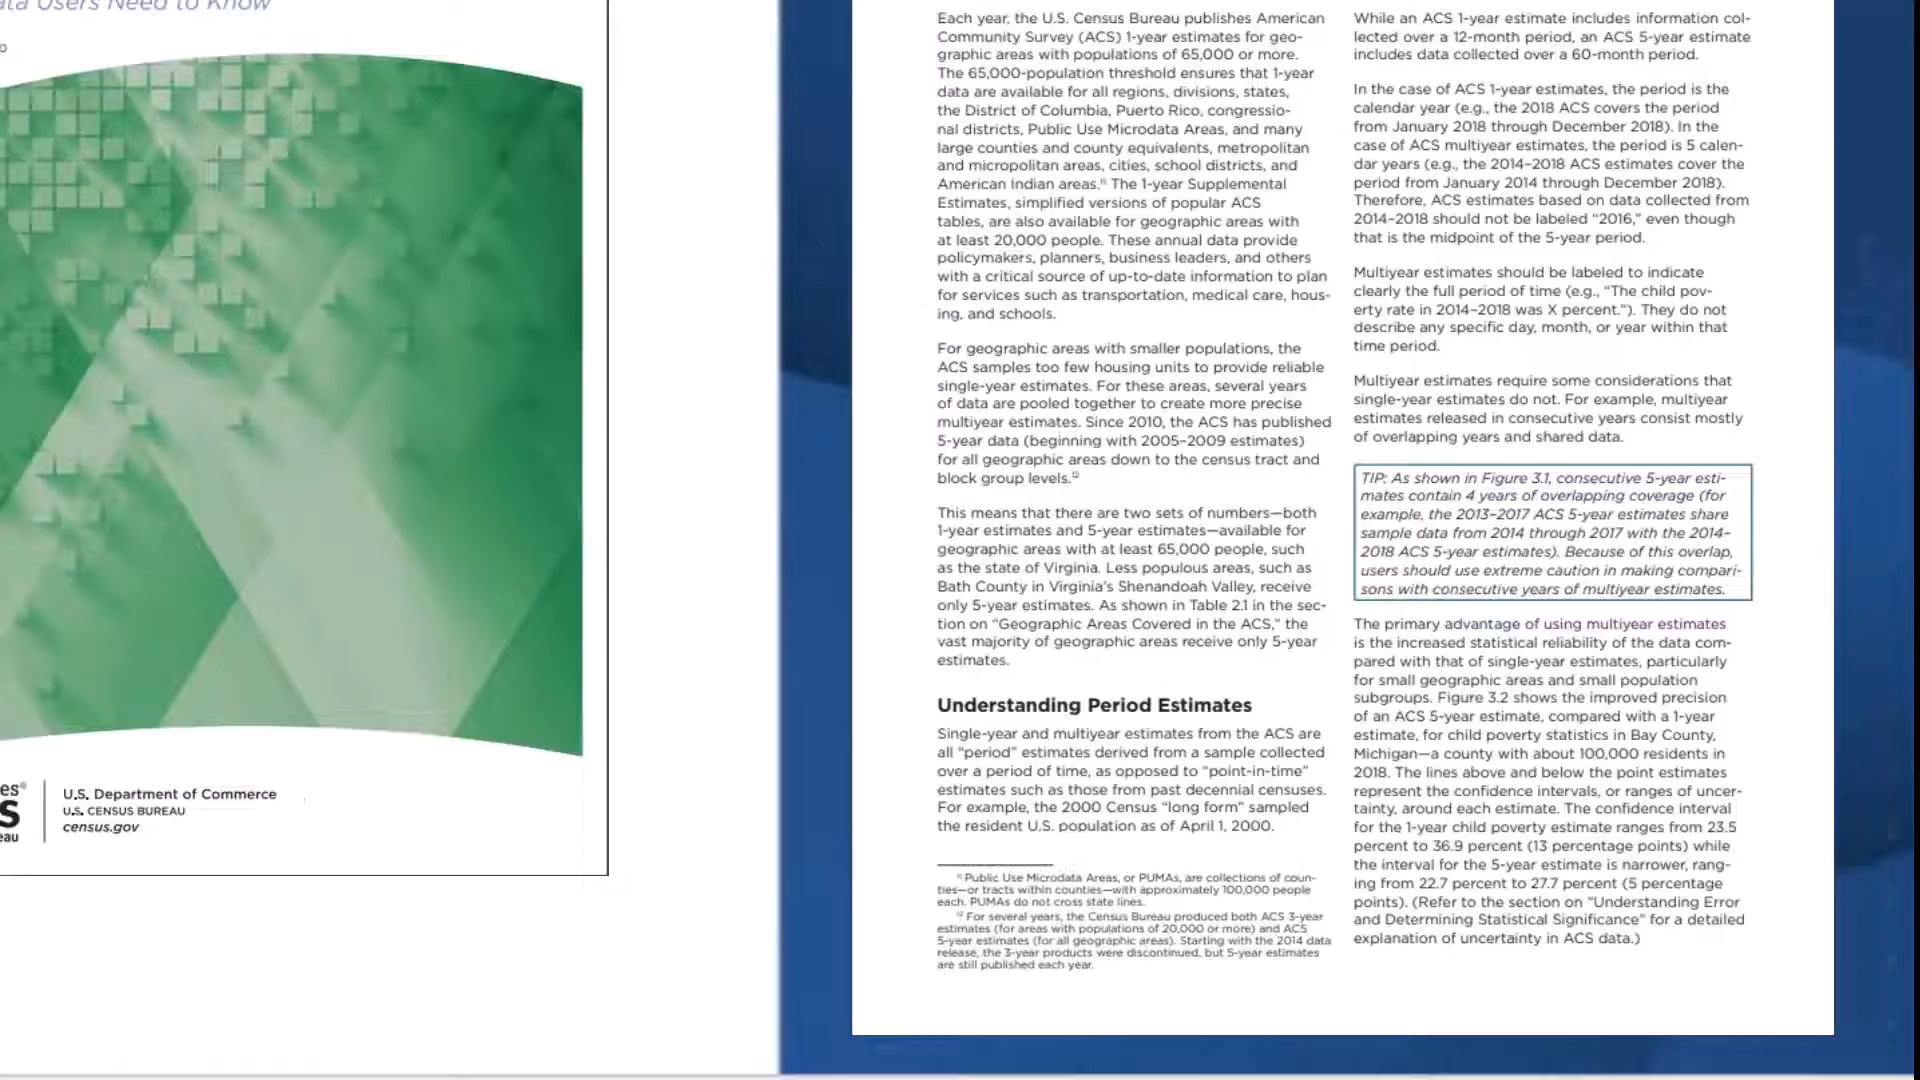 ata Users Need to Know
es®
S
eau
U.S. Department of Commerce
U.S. CENSUS BUREAU
census.gov
Each year, the U.S. Census Bureau publishes American
Community Survey (ACS) 1-year estimates for geo-
graphic areas with populations of 65,000 or more.
The 65,000-population threshold ensures that 1-year
data are available for all regions, divisions, states,
the District of Columbia, Puerto Rico, congressio-
nal districts, Public Use Microdata Areas, and many
large counties and county equivalents, metropolitan
and micropolitan areas, cities, school districts, and
American Indian areas.¹¹ The 1-year Supplemental
Estimates, simplified versions of popular ACS
tables, are also available for geographic areas with
at least 20,000 people. These annual data provide
policymakers, planners, business leaders, and others
with a critical source of up-to-date information to plan
for services such as transportation, medical care, hous-
ing, and schools.
For geographic areas with smaller populations, the
ACS samples too few housing units to provide reliable
single-year estimates. For these areas, several years
of data are pooled together to create more precise
multiyear estimates. Since 2010, the ACS has published
5-year data (beginning with 2005–2009 estimates)
for all geographic areas down to the census tract and
block group levels.¹²
This means that there are two sets of numbers—both
1-year estimates and 5-year estimates—available for
geographic areas with at least 65,000 people, such
as the state of Virginia. Less populous areas, such as
Bath County in Virginia's Shenandoah Valley, receive
only 5-year estimates. As shown in Table 2.1 in the sec-
tion on “Geographic Areas Covered in the ACS,” the
vast majority of geographic areas receive only 5-year
estimates.
Understanding Period Estimates
Single-year and multiyear estimates from the ACS are
all “period” estimates derived from a sample collected
over a period of time, as opposed to “point-in-time”
estimates such as those from past decennial censuses.
For example, the 2000 Census “long form” sampled
the resident U.S. population as of April 1, 2000.
¹¹ Public Use Microdata Areas, or PUMAs, are collections of coun-
ties—or tracts within counties—with approximately 100,000 people
each. PUMAs do not cross state lines.
¹² For several years, the Census Bureau produced both ACS 3-year
estimates (for areas with populations of 20,000 or more) and ACS
5-year estimates (for all geographic areas). Starting with the 2014 data
release, the 3-year products were discontinued, but 5-year estimates
are still published each year.
While an ACS 1-year estimate includes information col-
lected over a 12-month period, an ACS 5-year estimate
includes data collected over a 60-month period.
In the case of ACS 1-year estimates, the period is the
calendar year (e.g., the 2018 ACS covers the period
from January 2018 through December 2018). In the
case of ACS multiyear estimates, the period is 5 calen-
dar years (e.g., the 2014–2018 ACS estimates cover the
period from January 2014 through December 2018).
Therefore, ACS estimates based on data collected from
2014–2018 should not be labeled “2016,” even though
that is the midpoint of the 5-year period.
Multiyear estimates should be labeled to indicate
clearly the full period of time (e.g., “The child pov-
erty rate in 2014–2018 was X percent.”). They do not
describe any specific day, month, or year within that
time period.
Multiyear estimates require some considerations that
single-year estimates do not. For example, multiyear
estimates released in consecutive years consist mostly
of overlapping years and shared data.
TIP: As shown in Figure 3.1, consecutive 5-year esti-
mates contain 4 years of overlapping coverage (for
example, the 2013–2017 ACS 5-year estimates share
sample data from 2014 through 2017 with the 2014–
2018 ACS 5-year estimates). Because of this overlap,
users should use extreme caution in making compari-
sons with consecutive years of multiyear estimates.
The primary advantage of using multiyear estimates
is the increased statistical reliability of the data com-
pared with that of single-year estimates, particularly
for small geographic areas and small population
subgroups. Figure 3.2 shows the improved precision
of an ACS 5-year estimate, compared with a 1-year
estimate, for child poverty statistics in Bay County,
Michigan—a county with about 100,000 residents in
2018. The lines above and below the point estimates
represent the confidence intervals, or ranges of uncer-
tainty, around each estimate. The confidence interval
for the 1-year child poverty estimate ranges from 23.5
percent to 36.9 percent (13 percentage points) while
the interval for the 5-year estimate is narrower, rang-
ing from 22.7 percent to 27.7 percent (5 percentage
points). (Refer to the section on “Understanding Error
and Determining Statistical Significance” for a detailed
explanation of uncertainty in ACS data.)